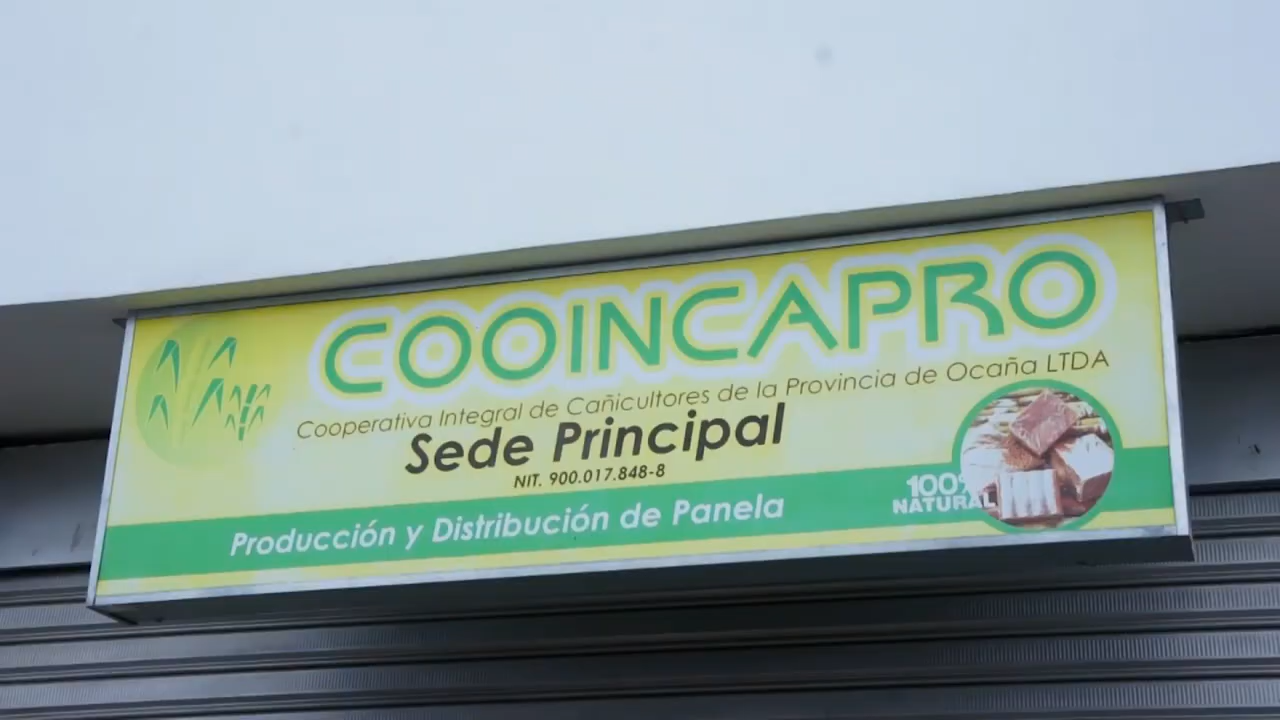 COOINCAPRO
Cooperativa Integral de Cañicultores de la Provincia de Ocaña LTDA
Sede Principal
NIT. 900.017.848-8
Producción y Distribución de Panela
100%
NATURAL